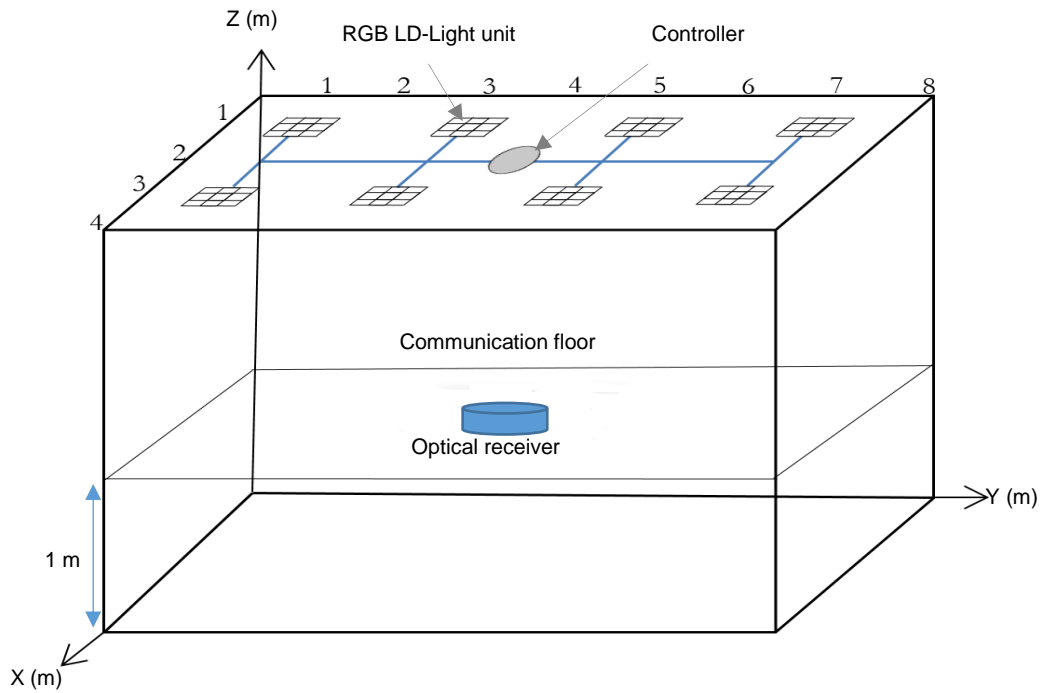 Z (m)
RGB LD-Light unit
Controller
1 2 3 4 5 6 7 8
1
2
3
4
Communication floor
Optical receiver
Y (m)
1 m
X (m)